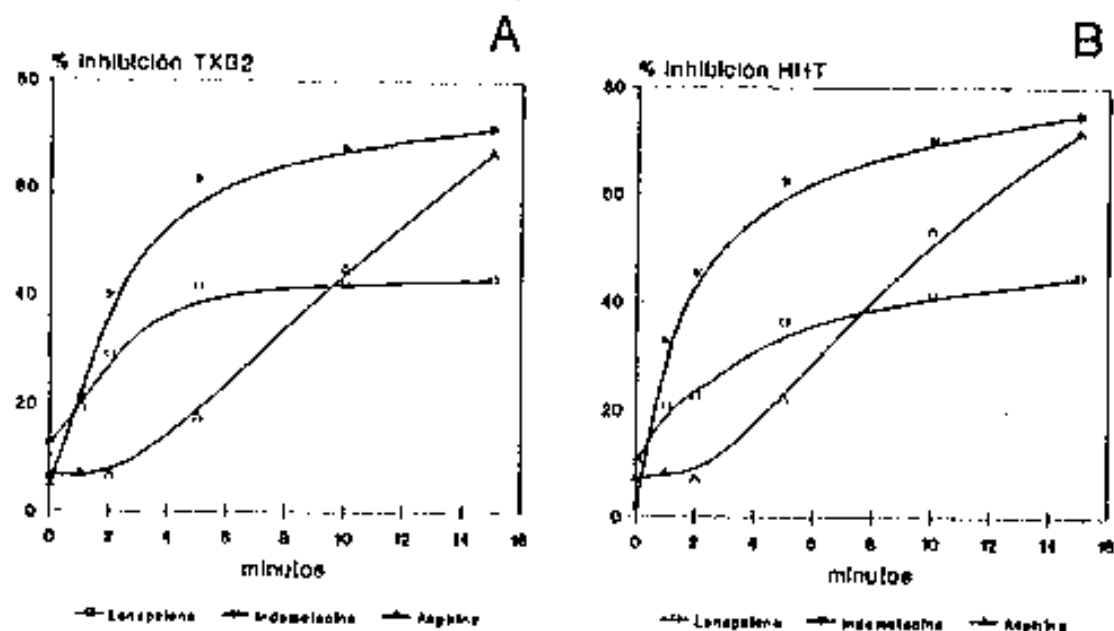 A
% Inhibición TXB2
80
60
40
20
0
0 2 4 6 8 10 12 14 16
minutos
Lonapalene Indometacina Aspirina
B
% Inhibición HHT
80
60
40
20
0
0 2 4 6 8 10 12 14 16
minutos
Indometacina Aspirina